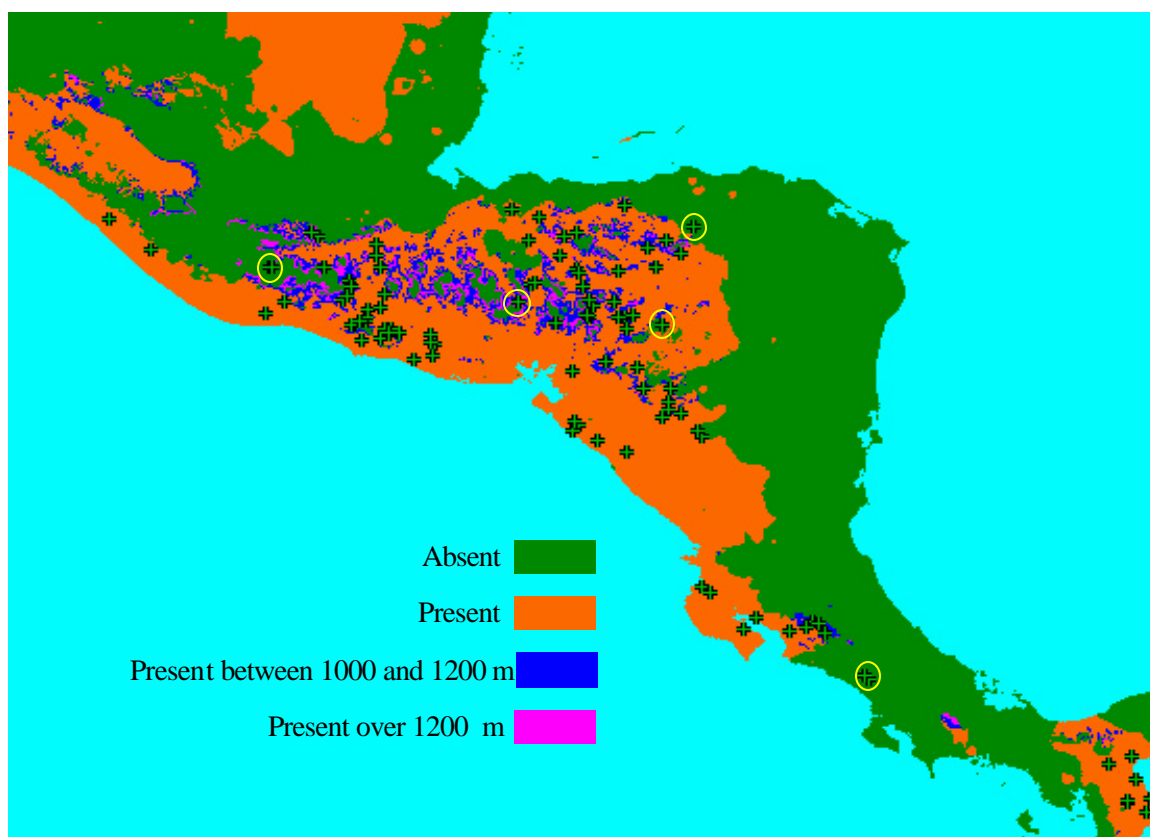 Absent
Present
Present between 1000 and 1200 m
Present over 1200 m